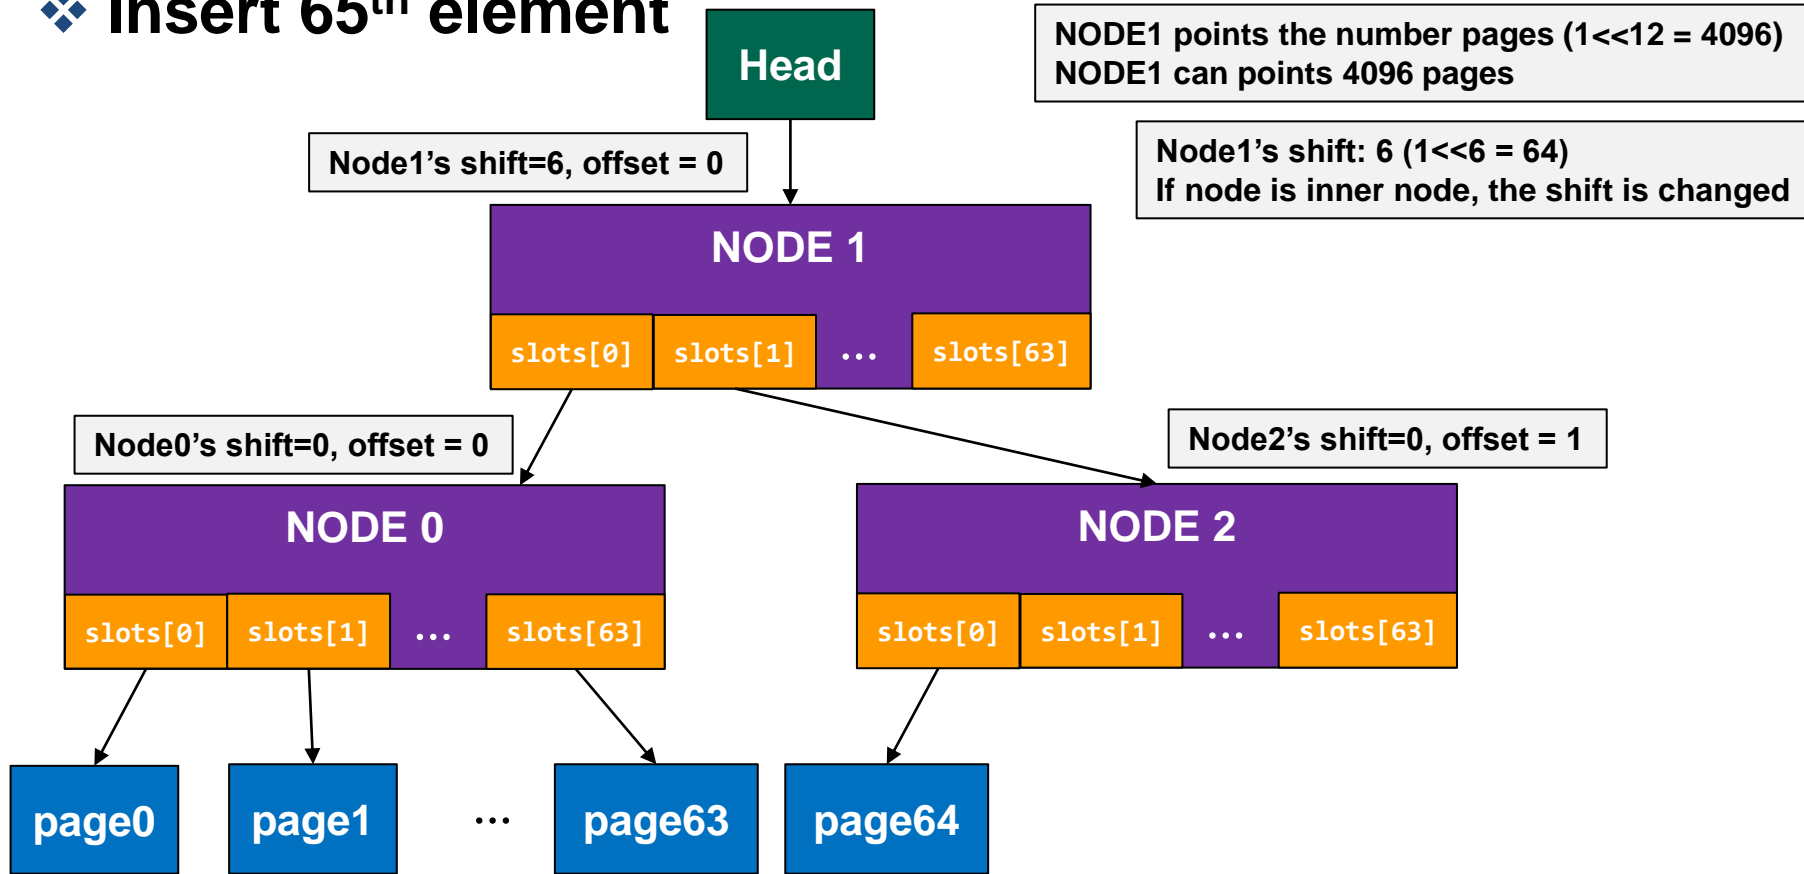 ❖ Insert 65th element
Head
NODE1 points the number pages (1<<12 = 4096)
NODE1 can points 4096 pages
Node1’s shift=6, offset = 0
Node1’s shift: 6 (1<<6 = 64)
If node is inner node, the shift is changed
NODE 1
slots[0] slots[1] ... slots[63]
Node0’s shift=0, offset = 0
Node2’s shift=0, offset = 1
NODE 0
NODE 2
slots[0] slots[1] ... slots[63]
slots[0] slots[1] ... slots[63]
page0 page1 ... page63 page64